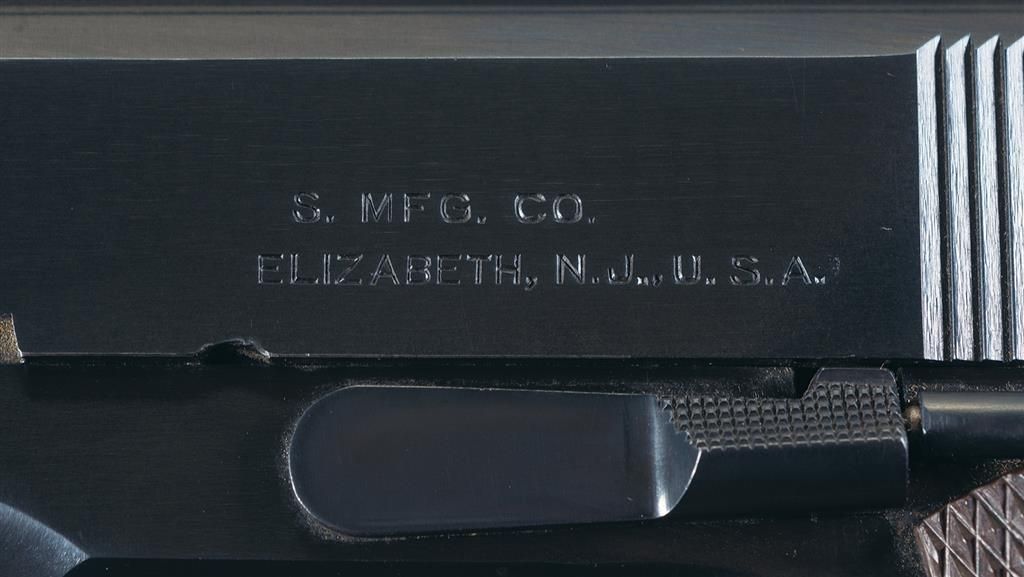 S. MFG. CO.
ELIZABETH, N.J., U.S.A.